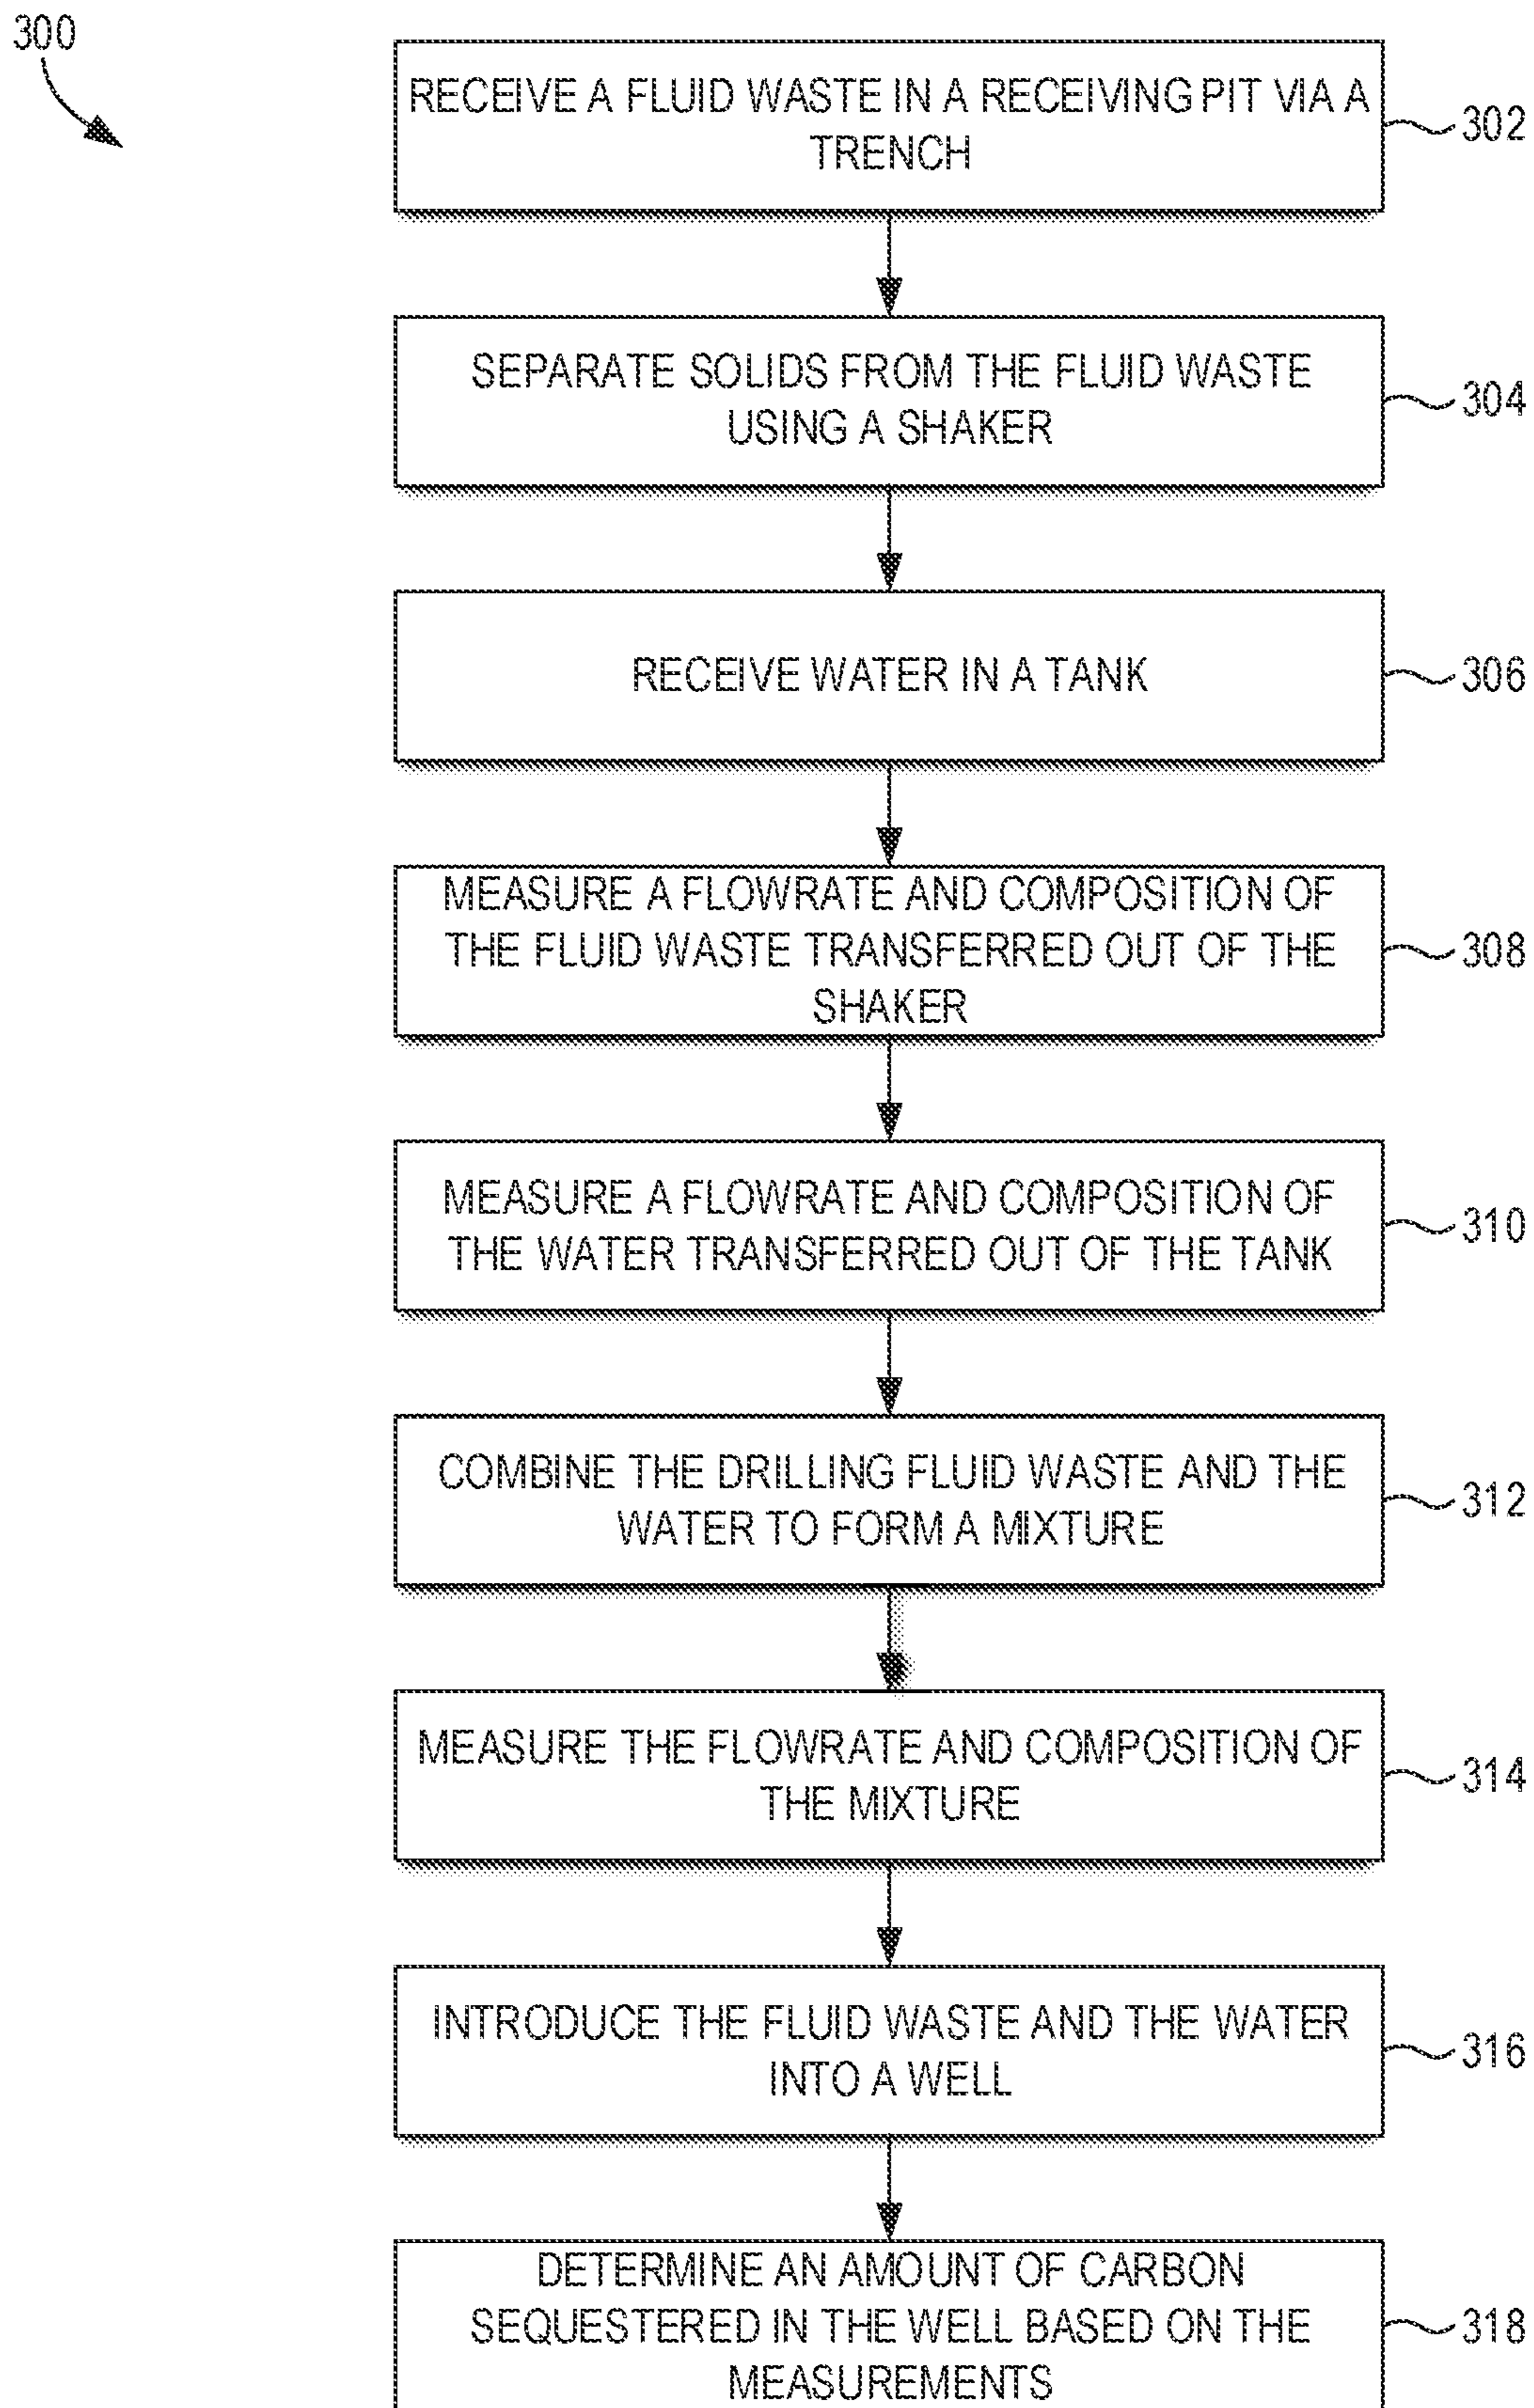 300
RECEIVE A FLUID WASTE IN A RECEIVING PIT VIA A
TRENCH
302
SEPARATE SOLIDS FROM THE FLUID WASTE
USING A SHAKER
304
RECEIVE WATER IN A TANK
306
MEASURE A FLOWRATE AND COMPOSITION OF
THE FLUID WASTE TRANSFERRED OUT OF THE
SHAKER
308
MEASURE A FLOWRATE AND COMPOSITION OF
THE WATER TRANSFERRED OUT OF THE TANK
310
COMBINE THE DRILLING FLUID WASTE AND THE
WATER TO FORM A MIXTURE
312
MEASURE THE FLOWRATE AND COMPOSITION OF
THE MIXTURE
314
INTRODUCE THE FLUID WASTE AND THE WATER
INTO A WELL
316
DETERMINE AN AMOUNT OF CARBON
SEQUESTERED IN THE WELL BASED ON THE
MEASUREMENTS
318